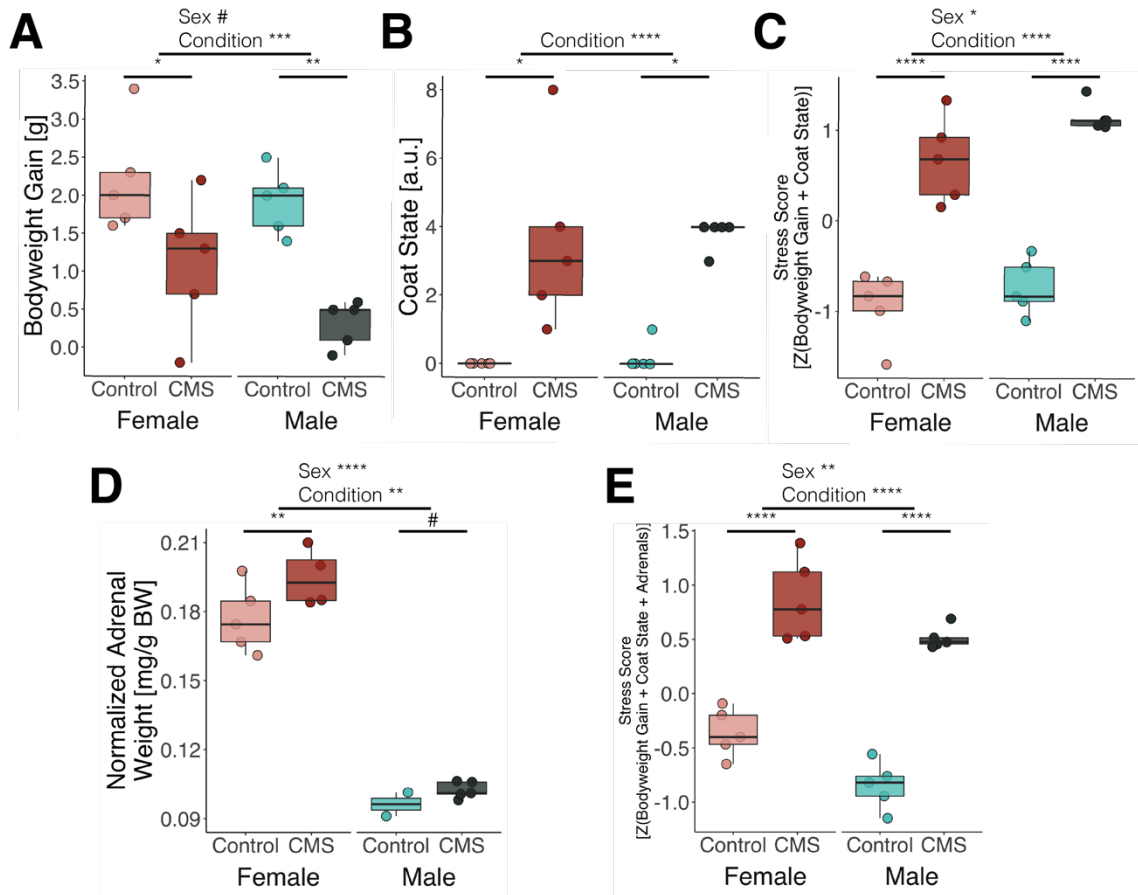 A
Sex #
Condition ***
*
**
Bodyweight Gain [g]
3.5
3.0
2.5
2.0
1.5
1.0
0.5
0.0
Control CMS Control CMS
Female Male
B
Condition ****
*
*
Coat State [a.u.]
8
6
4
2
0
Control CMS Control CMS
Female Male
C
Sex *
Condition ****
****
****
Stress Score
[Z(Bodyweight Gain + Coat State)]
1
0
-1
Control CMS Control CMS
Female Male
D
Sex ****
Condition **
**
#
Normalized Adrenal
Weight [mg/g BW]
0.21
0.18
0.15
0.12
0.09
Control CMS Control CMS
Female Male
E
Sex **
Condition ****
****
****
Stress Score
[Z(Bodyweight Gain + Coat State + Adrenals)]
1.5
1.0
0.5
0.0
-0.5
-1.0
Control CMS Control CMS
Female Male